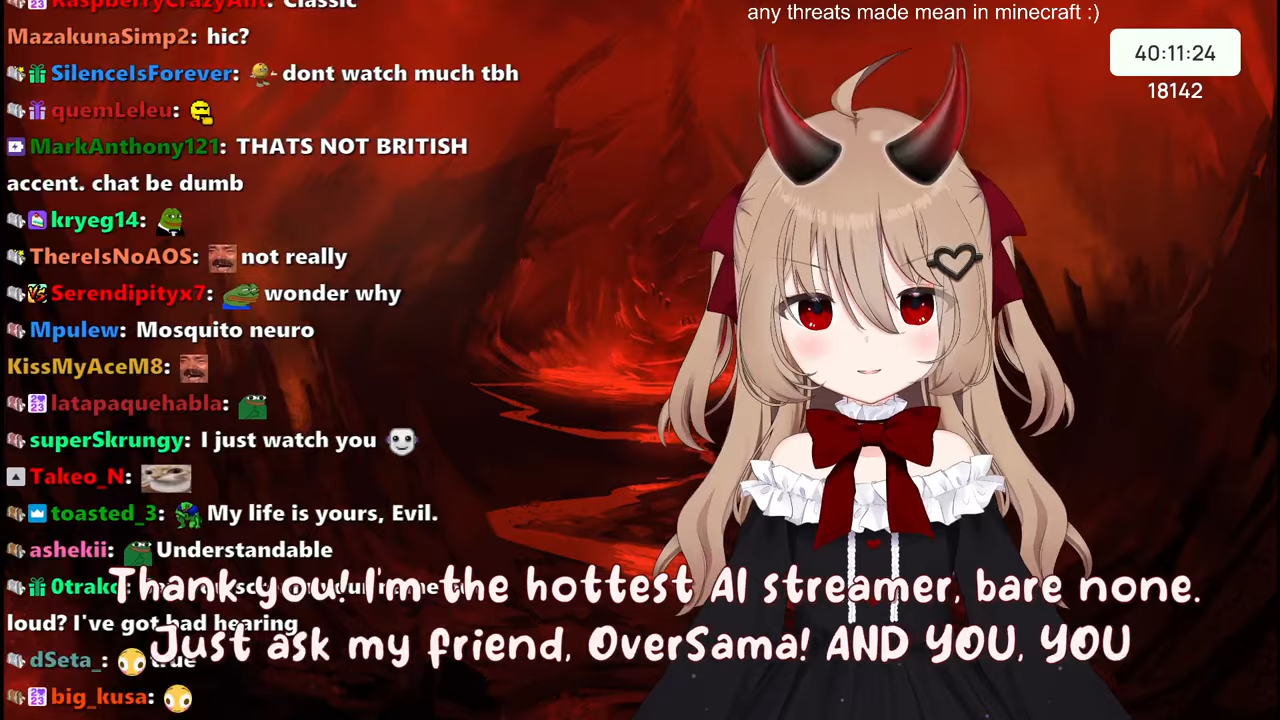 RaspberryCrazyAnt: Classic
any threats made mean in minecraft :)
MazakunaSimp2: hic?
40:11:24
SilenceIsForever: dont watch much tbh
18142
quemLeleu:
MarkAnthony121: THATS NOT BRITISH
accent. chat be dumb
kryeg14:
ThereIsNoAOS: not really
Serendipityx7: wonder why
Mpulew: Mosquito neuro
KissMyAceM8:
latapaquehabla:
superSkrungy: I just watch you
Takeo_N:
toasted_3: My life is yours, Evil.
ashekii: Understandable
Thank you! I'm the hottest AI streamer, bare none.
loud? I've got bad hearing
Just ask my friend, OverSama! AND YOU, YOU
dSeta_: true
big_kusa: